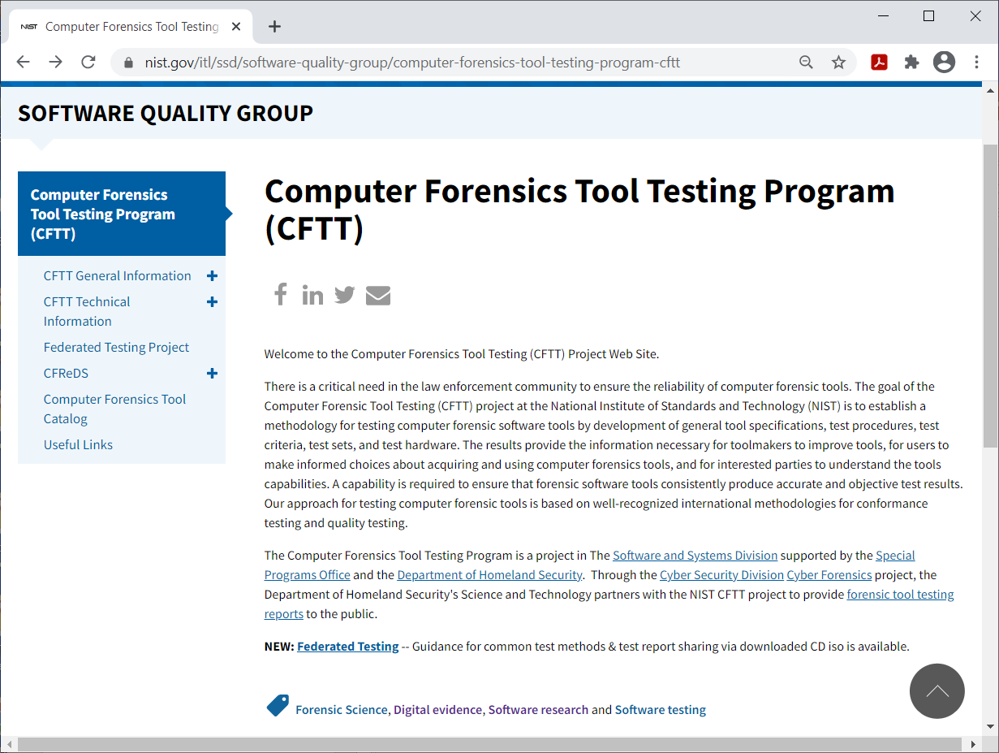 NIST Computer Forensics Tool Testing
nist.gov/itl/ssd/software-quality-group/computer-forensics-tool-testing-program-cftt
SOFTWARE QUALITY GROUP
Computer Forensics
Tool Testing Program
(CFTT)
CFTT General Information
CFTT Technical
Information
Federated Testing Project
CFReDS
Computer Forensics Tool
Catalog
Useful Links
Computer Forensics Tool Testing Program
(CFTT)
Welcome to the Computer Forensics Tool Testing (CFTT) Project Web Site.
There is a critical need in the law enforcement community to ensure the reliability of computer forensic tools. The goal of the
Computer Forensic Tool Testing (CFTT) project at the National Institute of Standards and Technology (NIST) is to establish a
methodology for testing computer forensic software tools by development of general tool specifications, test procedures, test
criteria, test sets, and test hardware. The results provide the information necessary for toolmakers to improve tools, for users to
make informed choices about acquiring and using computer forensics tools, and for interested parties to understand the tools
capabilities. A capability is required to ensure that forensic software tools consistently produce accurate and objective test results.
Our approach for testing computer forensic tools is based on well-recognized international methodologies for conformance
testing and quality testing.
The Computer Forensics Tool Testing Program is a project in The Software and Systems Division supported by the Special
Programs Office and the Department of Homeland Security. Through the Cyber Security Division Cyber Forensics project, the
Department of Homeland Security's Science and Technology partners with the NIST CFTT project to provide forensic tool testing
reports to the public.
NEW: Federated Testing -- Guidance for common test methods & test report sharing via downloaded CD iso is available.
Forensic Science, Digital evidence, Software research and Software testing